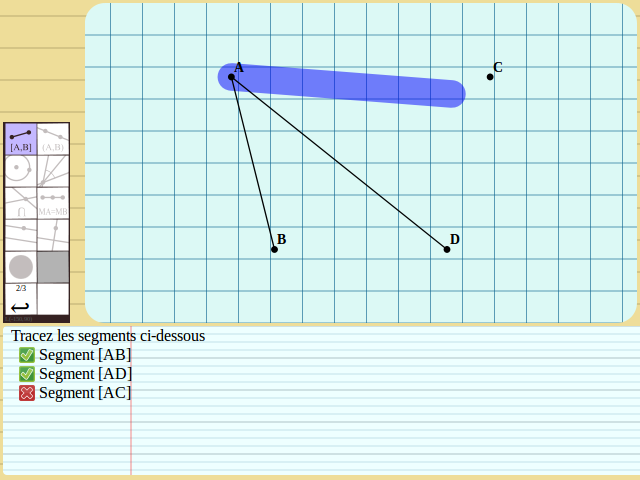 A
C
B
D
[A,B]
(A,B)
MA=MB
2/3
Tracez les segments ci-dessous
Segment [AB]
Segment [AD]
Segment [AC]